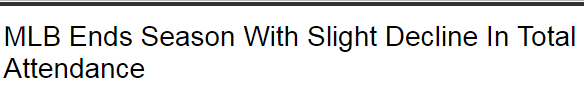 MLB Ends Season With Slight Decline In Total
Attendance